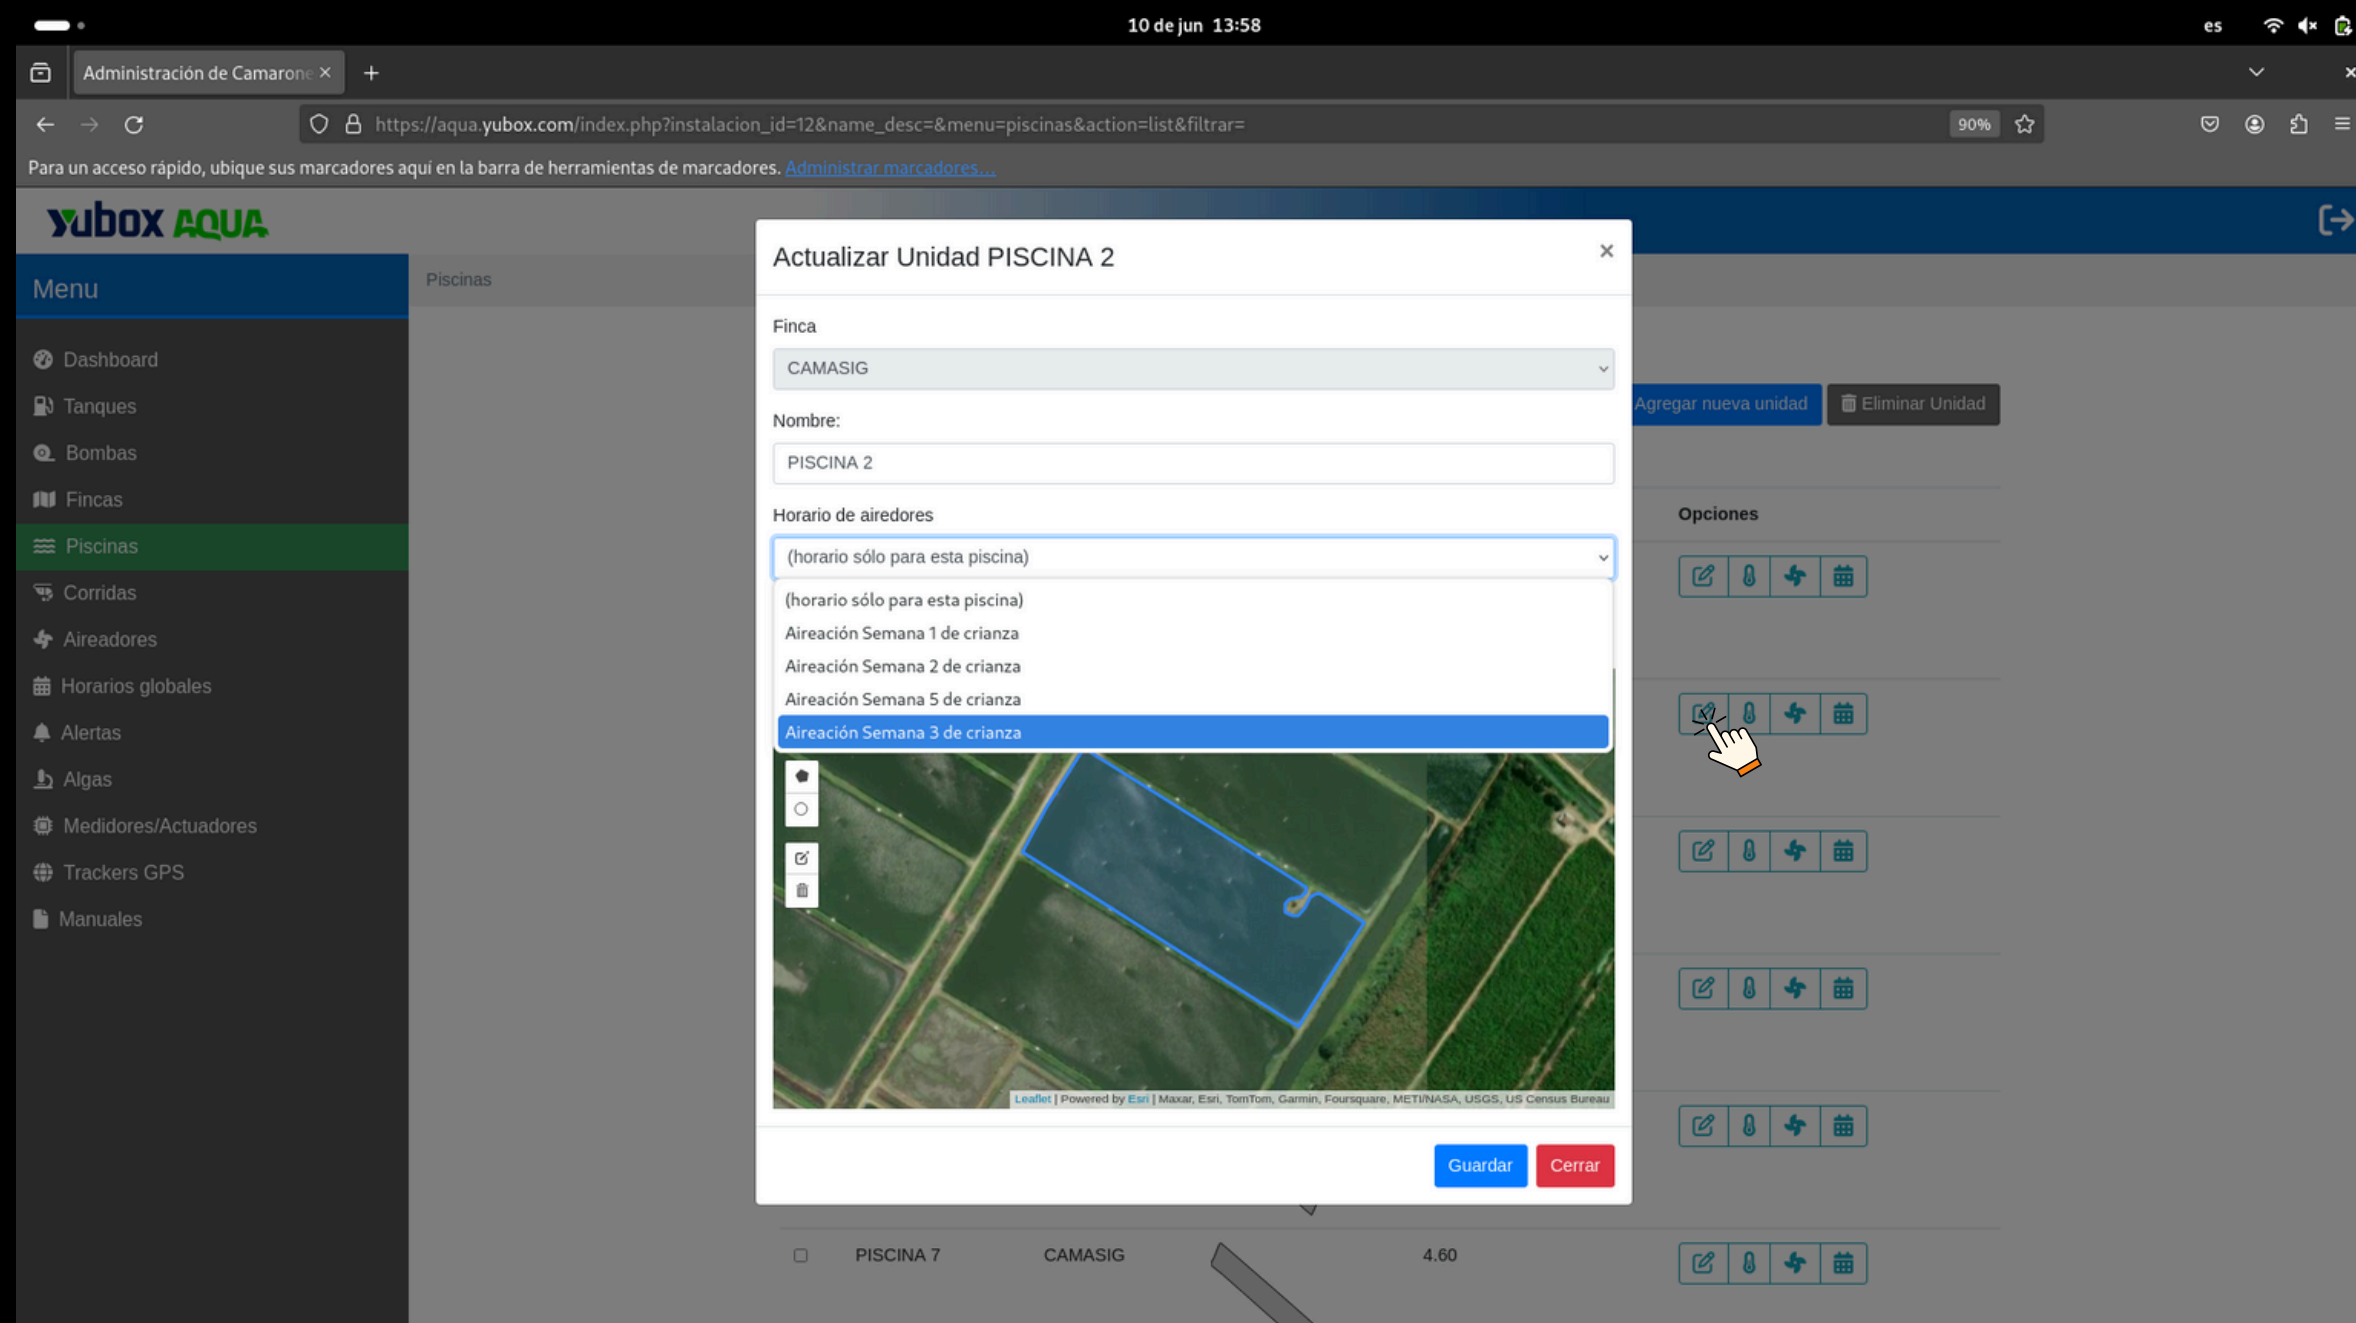 10 de jun 13:58
es
Administración de Camarone
https://aqua.yubox.com/index.php?instalacion_id=12&name_desc=&menu=piscinas&action=list&filtrar=
90%
Para un acceso rápido, ubique sus marcadores aquí en la barra de herramientas de marcadores. Administrar marcadores…
yubox AQUA
Menu
Dashboard
Tanques
Bombas
Fincas
Piscinas
Corridas
Aireadores
Horarios globales
Alertas
Algas
Medidores/Actuadores
Trackers GPS
Manuales
Piscinas
Actualizar Unidad PISCINA 2
Finca
CAMASIG
Nombre:
PISCINA 2
Horario de airedores
(horario sólo para esta piscina)
(horario sólo para esta piscina)
Aireación Semana 1 de crianza
Aireación Semana 2 de crianza
Aireación Semana 5 de crianza
Aireación Semana 3 de crianza
Leaflet | Powered by Esri | Maxar, Esri, TomTom, Garmin, Foursquare, METI/NASA, USGS, US Census Bureau
Guardar
Cerrar
Agregar nueva unidad
Eliminar Unidad
Opciones
PISCINA 7 CAMASIG 4.60